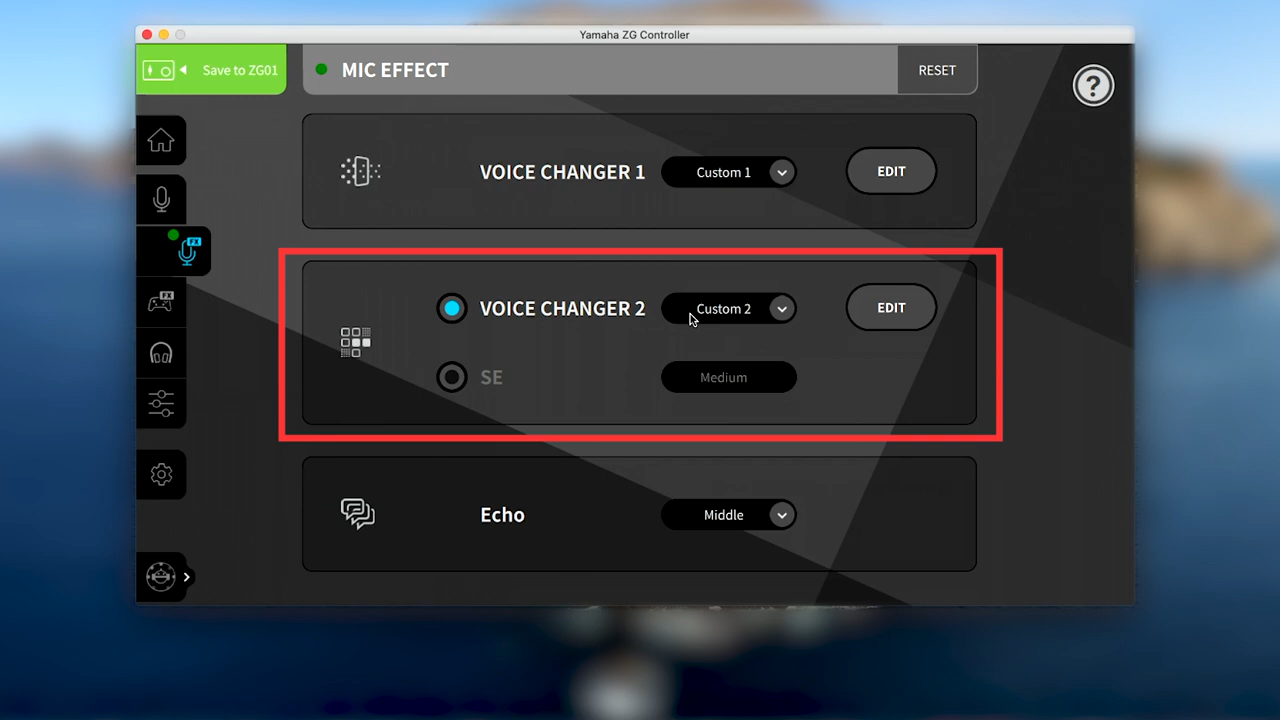 Yamaha ZG Controller
Save to ZG01
MIC EFFECT
RESET
?
VOICE CHANGER 1
Custom 1
EDIT
FX
VOICE CHANGER 2
Custom 2
EDIT
FX
SE
Medium
Echo
Middle